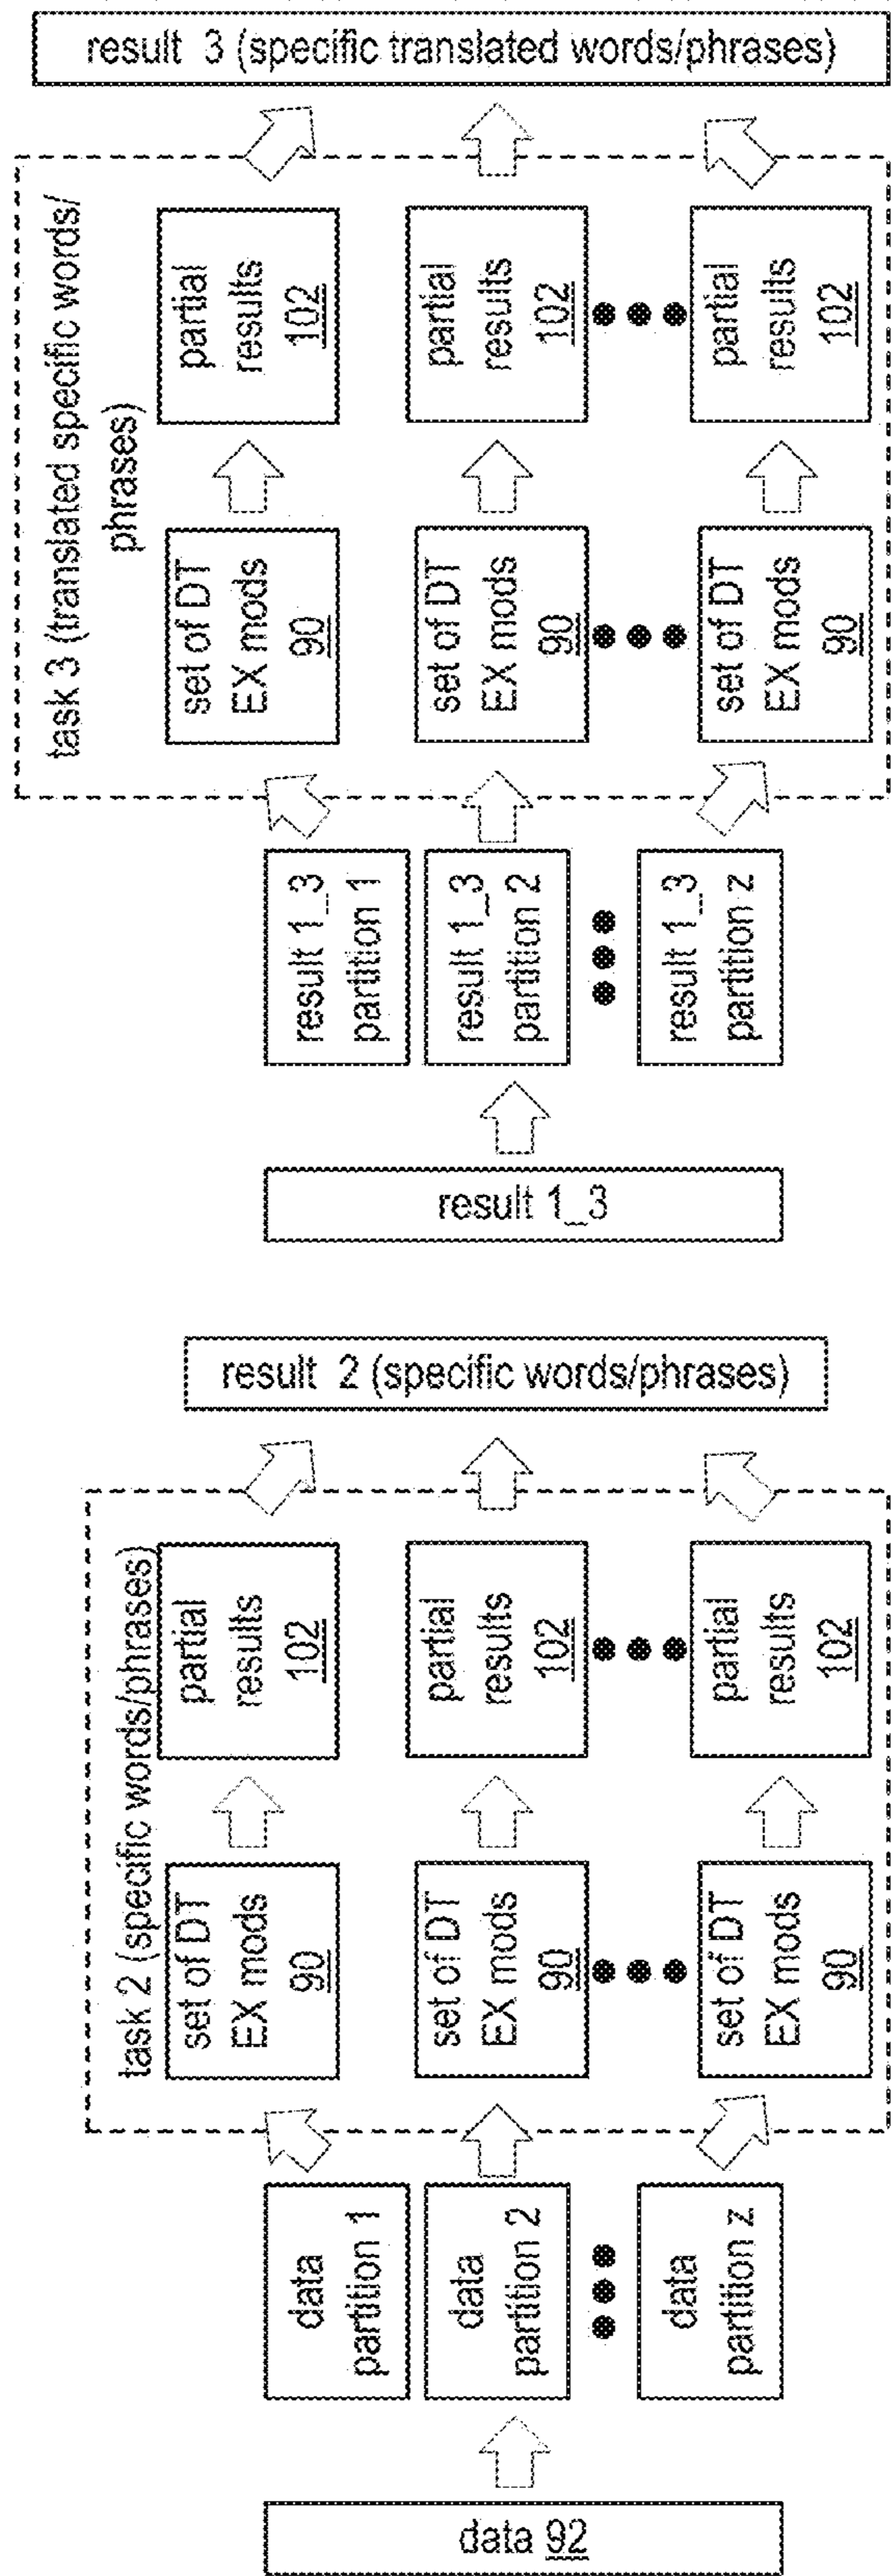 data 92
data
partition 1
data
partition 2
data
partition z
task 2 (specific words/phrases)
set of DT
EX mods
90
set of DT
EX mods
90
set of DT
EX mods
90
partial
results
102
partial
results
102
partial
results
102
result 2 (specific words/phrases)
result 1_3
result 1_3
partition 1
result 1_3
partition 2
result 1_3
partition z
task 3 (translated specific words/
phrases)
set of DT
EX mods
90
set of DT
EX mods
90
set of DT
EX mods
90
partial
results
102
partial
results
102
partial
results
102
result 3 (specific translated words/phrases)